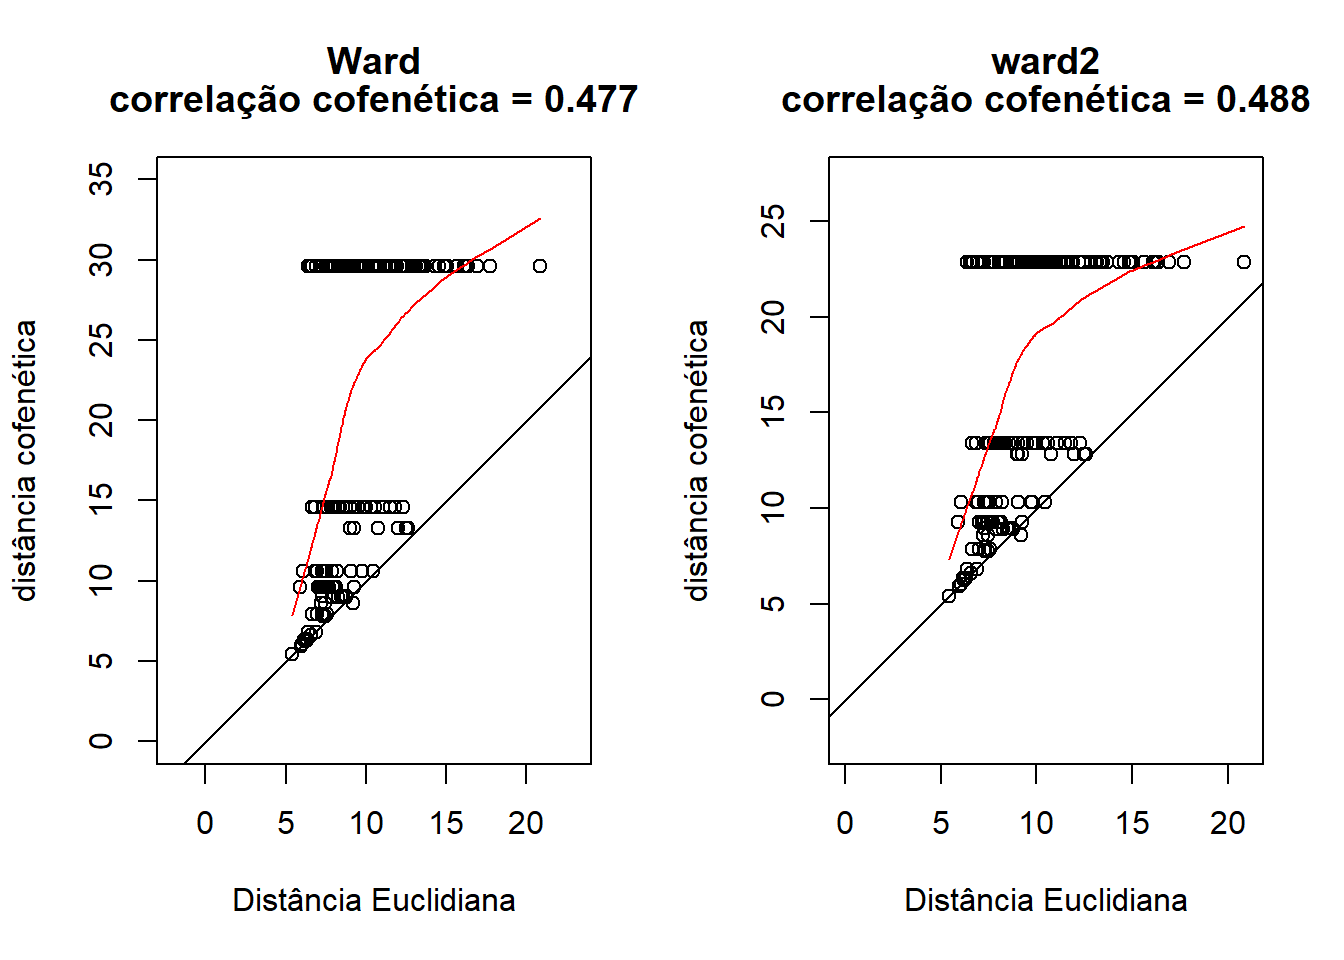 Ward
correlação cofenética = 0.477
distância cofenética
35
30
25
20
15
10
5
0
0 5 10 15 20
Distância Euclidiana
ward2
correlação cofenética = 0.488
distância cofenética
25
20
15
10
5
0
0 5 10 15 20
Distância Euclidiana